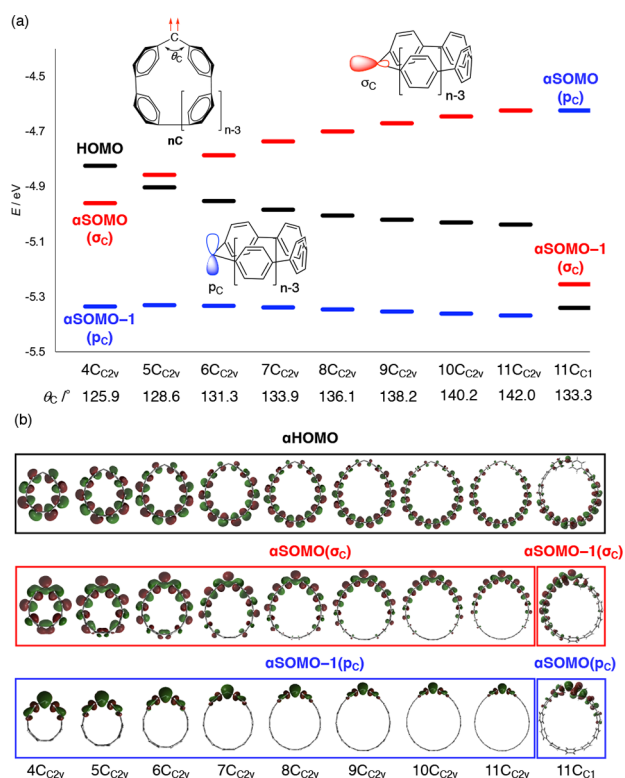 (a)
C
θC
n-3
nC
σC
n-3
αSOMO
(pC)
-4.5
-4.7
HOMO
-4.9
E / eV
αSOMO
(σC)
-5.1
pC
n-3
αSOMO-1
(σC)
-5.3
αSOMO–1
(pC)
-5.5
4CC2v 5CC2v 6CC2v 7CC2v 8CC2v 9CC2v 10CC2v 11CC2v 11CC1
θC /° 125.9 128.6 131.3 133.9 136.1 138.2 140.2 142.0 133.3
(b)
αHOMO
αSOMO(σC) αSOMO-1(σC)
αSOMO-1(pC) αSOMO(pC)
4CC2v 5CC2v 6CC2v 7CC2v 8CC2v 9CC2v 10CC2v 11CC2v 11CC1